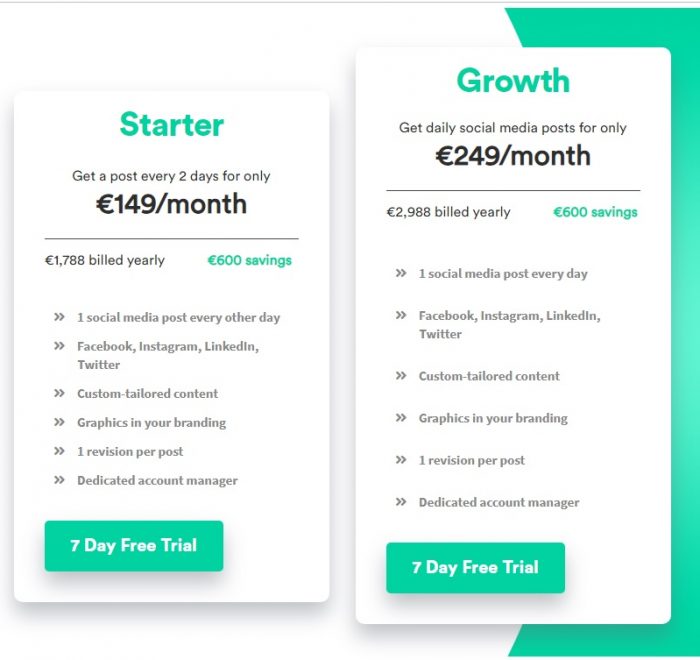 Starter
Get a post every 2 days for only
€149/month
€1,788 billed yearly €600 savings
1 social media post every other day
Facebook, Instagram, LinkedIn,
Twitter
Custom-tailored content
Graphics in your branding
1 revision per post
Dedicated account manager
7 Day Free Trial
Growth
Get daily social media posts for only
€249/month
€2,988 billed yearly €600 savings
1 social media post every day
Facebook, Instagram, LinkedIn,
Twitter
Custom-tailored content
Graphics in your branding
1 revision per post
Dedicated account manager
7 Day Free Trial